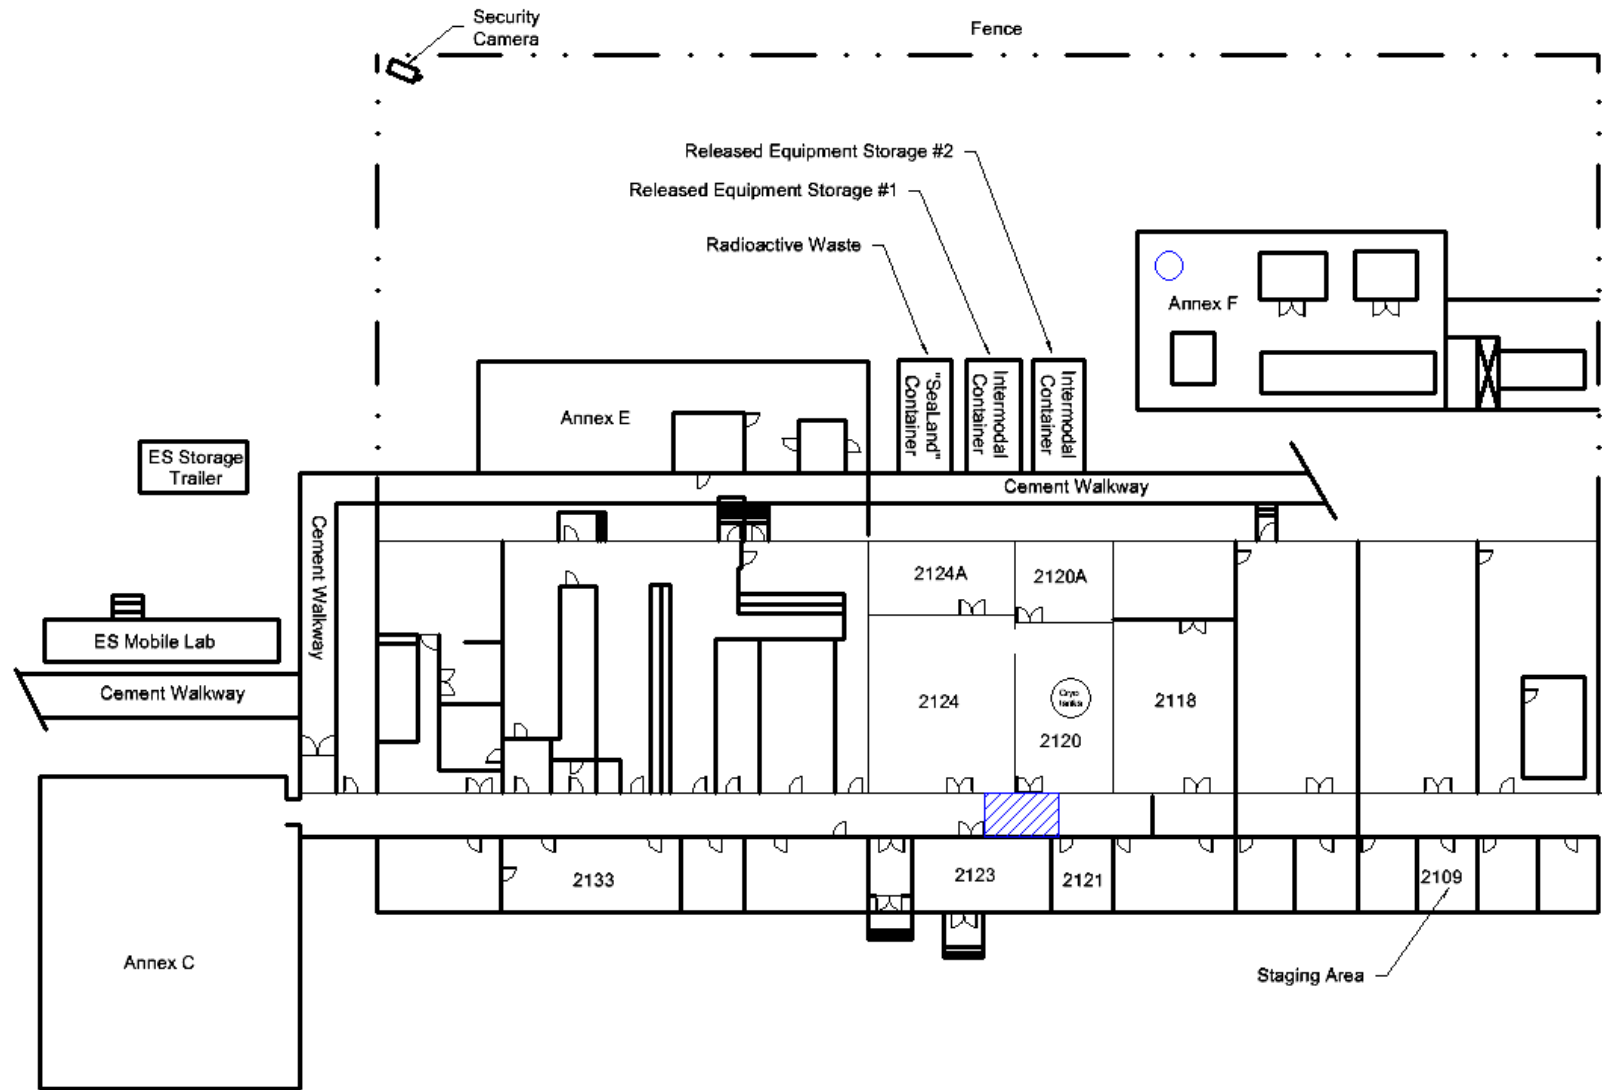 Security
Camera
Fence
Released Equipment Storage #2
Released Equipment Storage #1
Radioactive Waste
Annex F
"SeaLand"
Container
Intermodal
Container
Intermodal
Container
Annex E
ES Storage
Trailer
Cement Walkway
Cement Walkway
2124A
2120A
ES Mobile Lab
Cement Walkway
2124
Cryo
tanks
2120
2118
2133
2123
2121
2109
Annex C
Staging Area